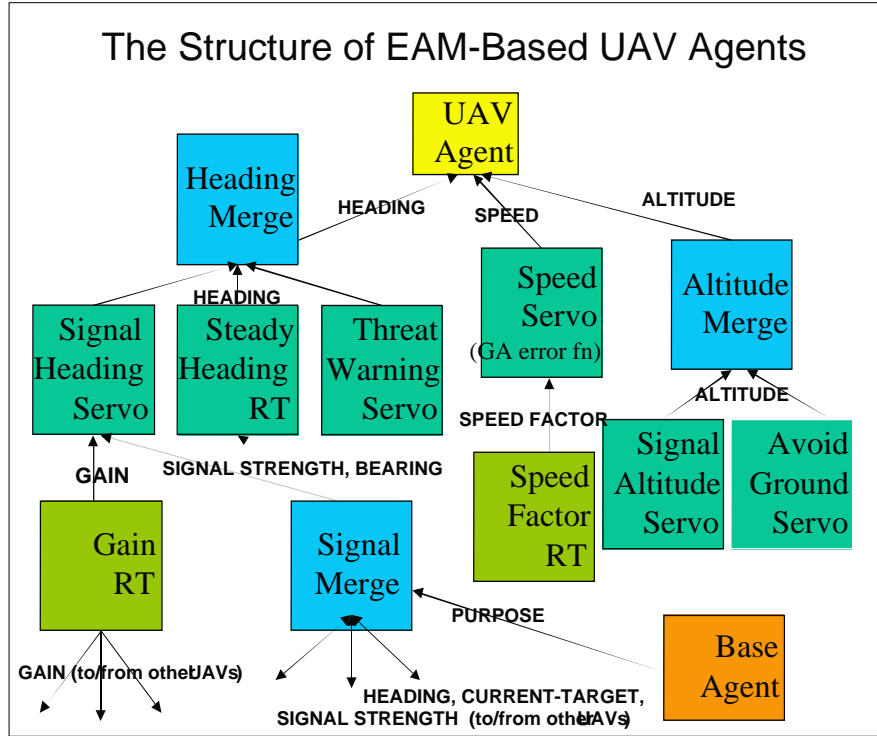 The Structure of EAM-Based UAV Agents
UAV
Agent
Heading
Merge
HEADING
SPEED
ALTITUDE
Speed
Servo
(GA error fn)
Altitude
Merge
HEADING
Signal
Heading
Servo
Steady
Heading
RT
Threat
Warning
Servo
ALTITUDE
SPEED FACTOR
Signal
Altitude
Servo
Avoid
Ground
Servo
GAIN
SIGNAL STRENGTH, BEARING
Speed
Factor
RT
Gain
RT
Signal
Merge
PURPOSE
Base
Agent
GAIN (to/from other UAVs)
HEADING, CURRENT-TARGET,
SIGNAL STRENGTH (to/from other UAVs)